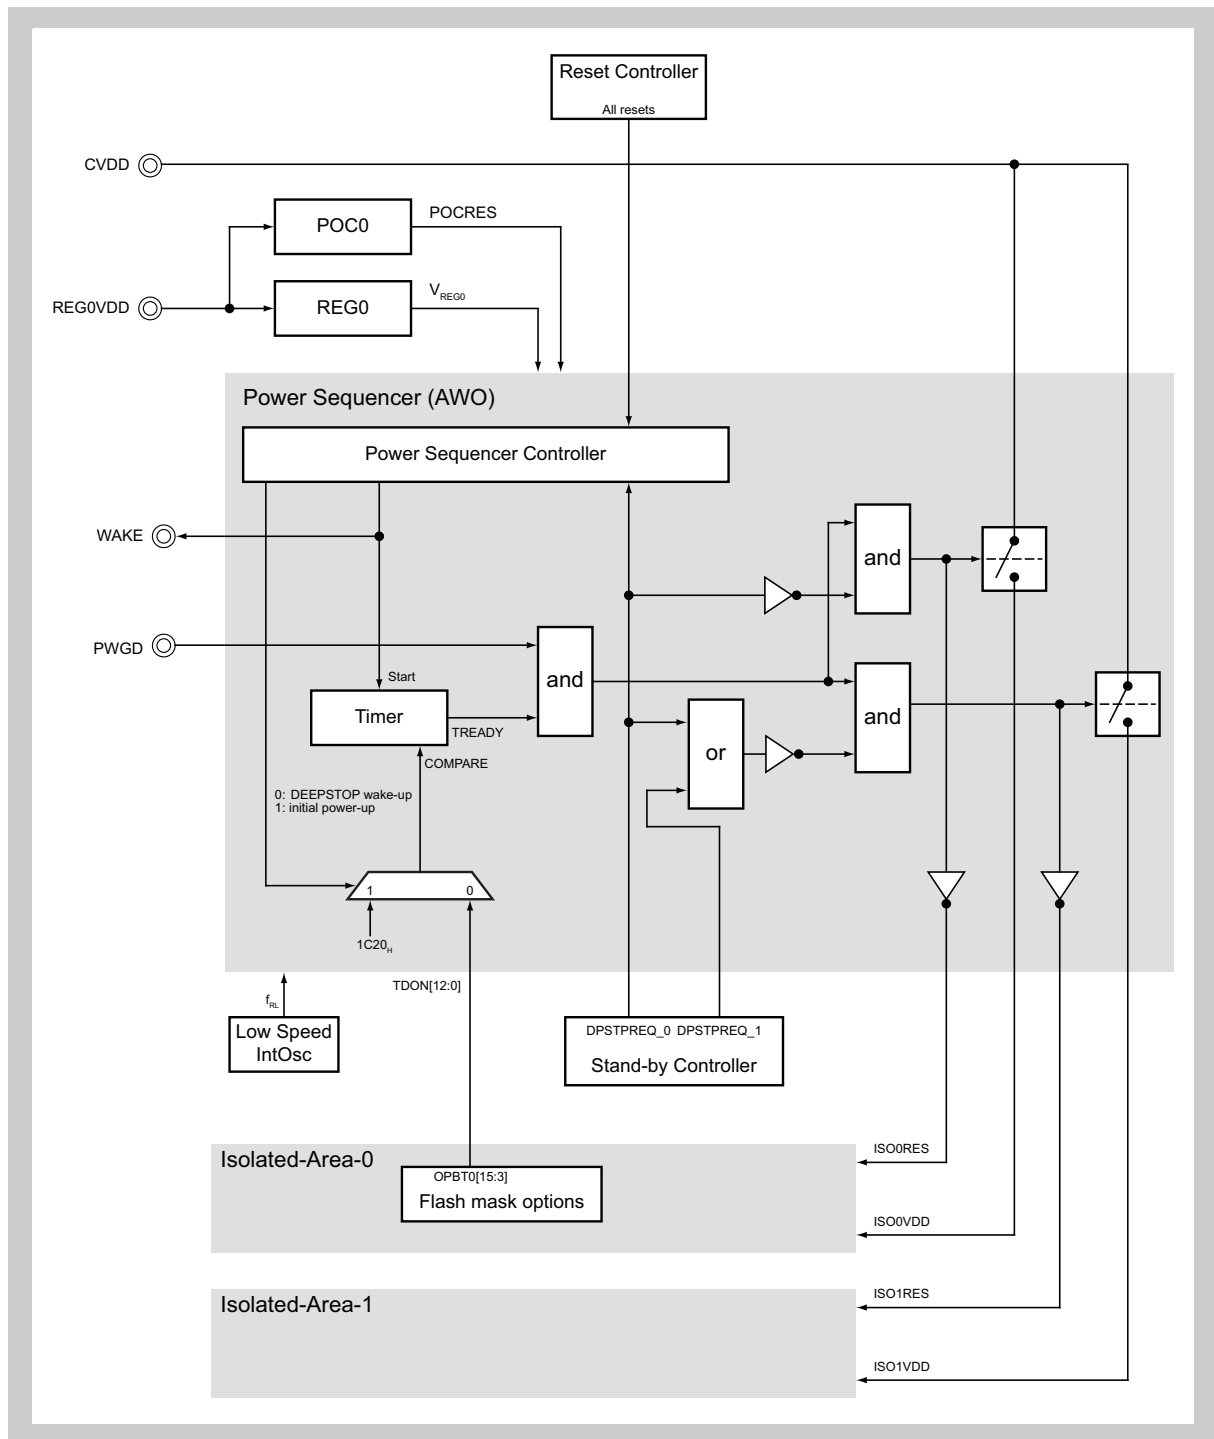 Reset Controller
All resets
CVDD
POC0
POCRES
REG0VDD
REG0
VREG0
Power Sequencer (AWO)
Power Sequencer Controller
WAKE
and
PWGD
and
Start
Timer
TREADY
and
or
COMPARE
0: DEEPSTOP wake-up
1: initial power-up
1
0
1C20H
TDON[12:0]
fRL
Low Speed
IntOsc
DPSTPREQ_0 DPSTPREQ_1
Stand-by Controller
Isolated-Area-0
ISO0RES
OPBT0[15:3]
Flash mask options
ISO0VDD
Isolated-Area-1
ISO1RES
ISO1VDD